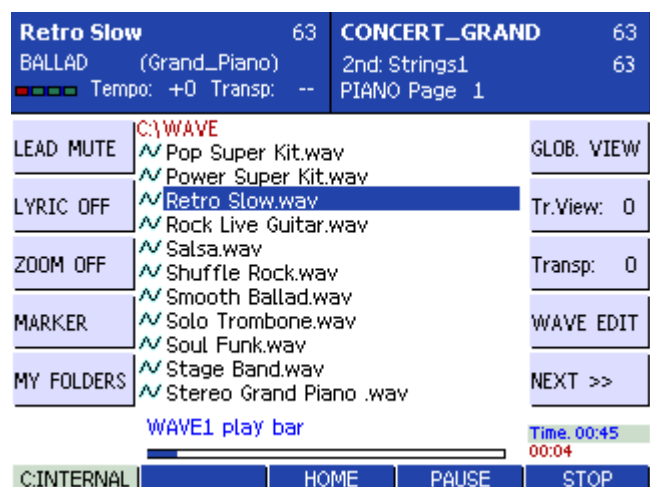 Retro Slow 63
BALLAD (Grand_Piano)
Tempo: +0 Transp: --
CONCERT_GRAND 63
2nd: Strings1 63
PIANO Page 1
LEAD MUTE
LYRIC OFF
ZOOM OFF
MARKER
MY FOLDERS
C:\WAVE
Pop Super Kit.wav
Power Super Kit.wav
Retro Slow.wav
Rock Live Guitar.wav
Salsa.wav
Shuffle Rock.wav
Smooth Ballad.wav
Solo Trombone.wav
Soul Funk.wav
Stage Band.wav
Stereo Grand Piano .wav
GLOB. VIEW
Tr.View: 0
Transp: 0
WAVE EDIT
NEXT >>
WAVE1 play bar
Time. 00:45
00:04
C:INTERNAL HOME PAUSE STOP